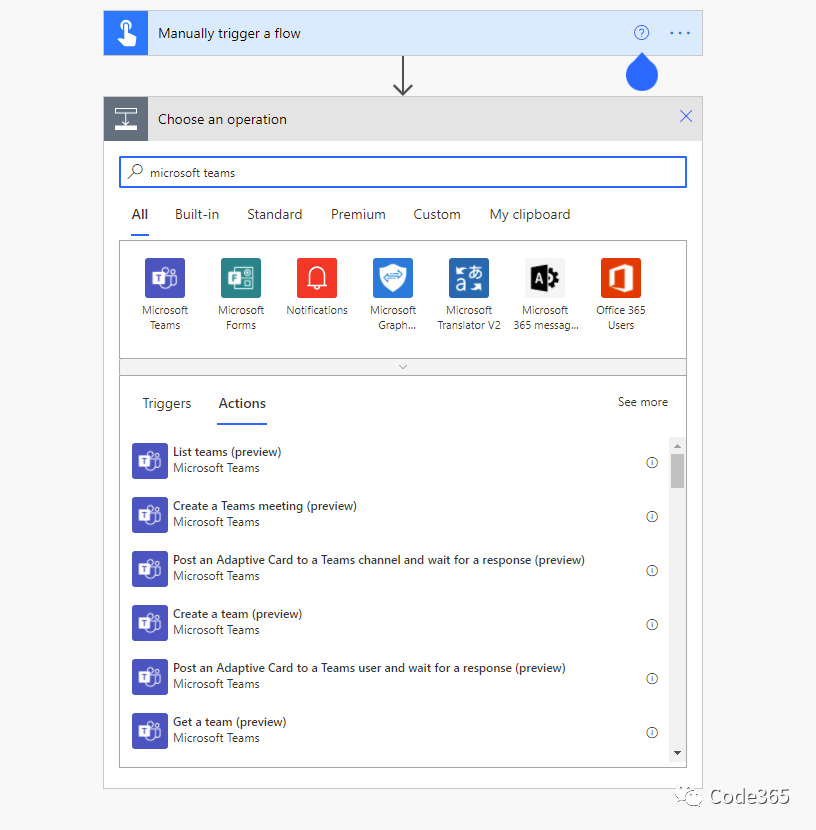 Manually trigger a flow
Choose an operation
microsoft teams
All Built-in Standard Premium Custom My clipboard
Microsoft Teams
Microsoft Forms
Notifications
Microsoft Graph...
Microsoft Translator V2
Microsoft 365 messag...
Office 365 Users
Triggers Actions See more
List teams (preview)
Microsoft Teams
Create a Teams meeting (preview)
Microsoft Teams
Post an Adaptive Card to a Teams channel and wait for a response (preview)
Microsoft Teams
Create a team (preview)
Microsoft Teams
Post an Adaptive Card to a Teams user and wait for a response (preview)
Microsoft Teams
Get a team (preview)
Microsoft Teams
Code365